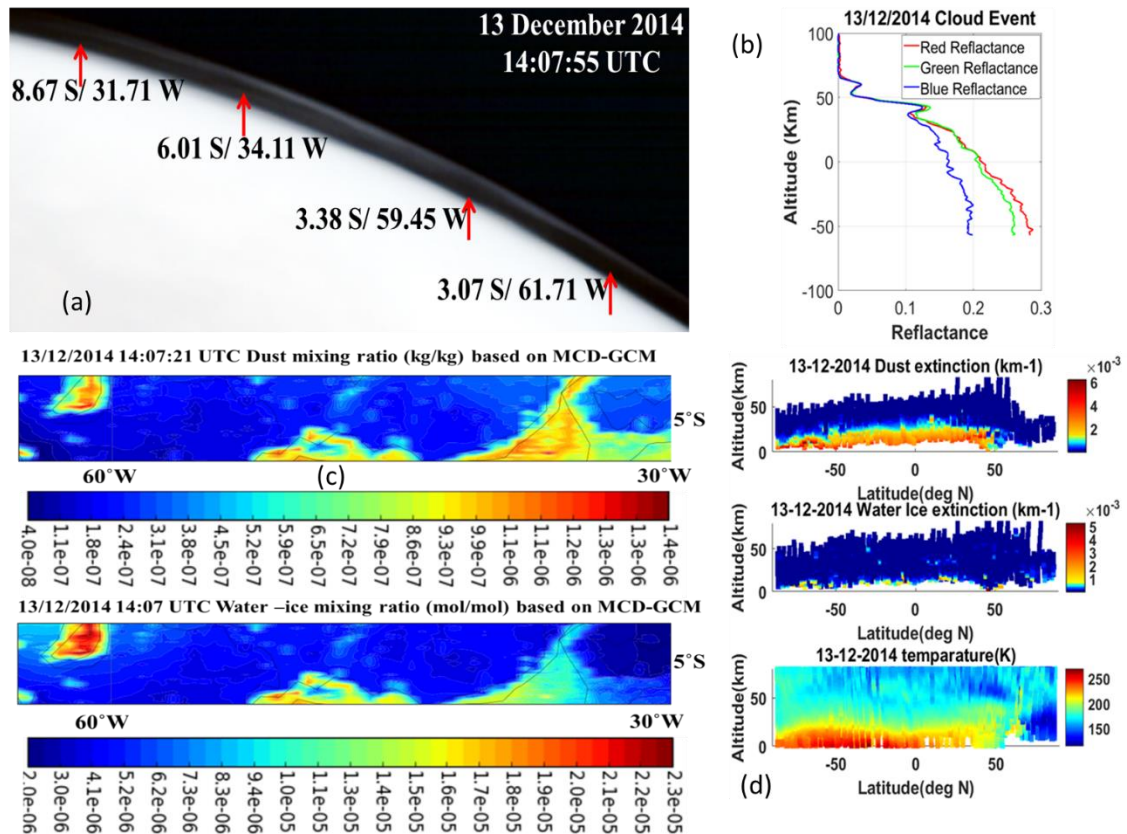 13 December 2014
14:07:55 UTC
8.67 S/ 31.71 W
6.01 S/ 34.11 W
3.38 S/ 59.45 W
3.07 S/ 61.71 W
(a)
(b)
13/12/2014 Cloud Event
Red Reflactance
Green Reflactance
Blue Reflactance
100
50
0
-50
-100
Altitude (Km)
0 0.1 0.2 0.3
Reflactance
13/12/2014 14:07:21 UTC Dust mixing ratio (kg/kg) based on MCD-GCM
5°S
60°W (c) 30°W
4.0e-08 1.1e-07 1.8e-07 2.4e-07 3.1e-07 3.8e-07 4.5e-07 5.2e-07 5.9e-07 6.5e-07 7.2e-07 7.9e-07 8.6e-07 9.3e-07 9.9e-07 1.1e-06 1.1e-06 1.2e-06 1.3e-06 1.3e-06 1.4e-06
13/12/2014 14:07 UTC Water –ice mixing ratio (mol/mol) based on MCD-GCM
5°S
60°W 30°W
2.0e-06 3.0e-06 4.1e-06 5.1e-06 6.2e-06 7.2e-06 8.3e-06 9.4e-06 1.0e-05 1.1e-05 1.2e-05 1.4e-05 1.5e-05 1.6e-05 1.7e-05 1.8e-05 1.9e-05 2.0e-05 2.1e-05 2.2e-05 2.3e-05
13-12-2014 Dust extinction (km-1)
×10⁻³
6
4
2
50
0
Altitude(km)
-50 0 50
Latitude(deg N)
13-12-2014 Water Ice extinction (km-1)
×10⁻³
5
4
3
2
1
50
0
Altitude(km)
-50 0 50
Latitude(deg N)
13-12-2014 temparature(K)
250
200
150
50
0
Altitude(km)
-50 0 50
Latitude(deg N)
(d)